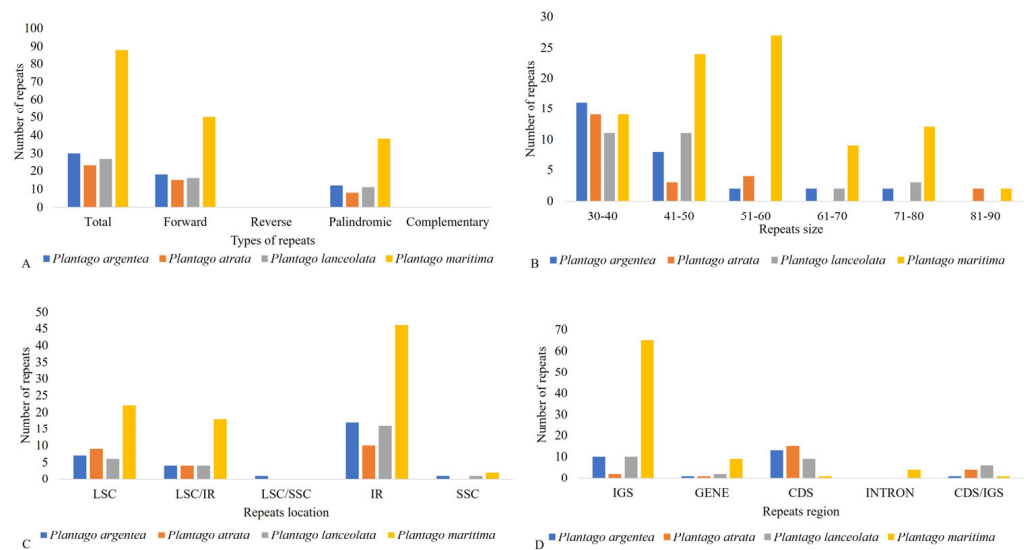 100
90
80
70
60
50
40
30
20
10
0
Number of repeats
Total Forward Reverse Palindromic Complementary
Types of repeats
A Plantago argentea Plantago atrata Plantago lanceolata Plantago maritima
30
25
20
15
10
5
0
Number of repeats
30-40 41-50 51-60 61-70 71-80 81-90
Repeats size
B Plantago argentea Plantago atrata Plantago lanceolata Plantago maritima
50
45
40
35
30
25
20
15
10
5
0
Number of repeats
LSC LSC/IR LSC/SSC IR SSC
Repeats location
C Plantago argentea Plantago atrata Plantago lanceolata Plantago maritima
70
60
50
40
30
20
10
0
Number of repeats
IGS GENE CDS INTRON CDS/IGS
Repeats region
D Plantago argentea Plantago atrata Plantago lanceolata Plantago maritima